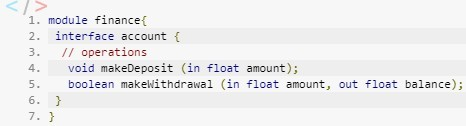 </>
1. module finance{
2. interface account {
3. // operations
4. void makeDeposit (in float amount);
5. boolean makeWithdrawal (in float amount, out float balance);
6. }
7. }